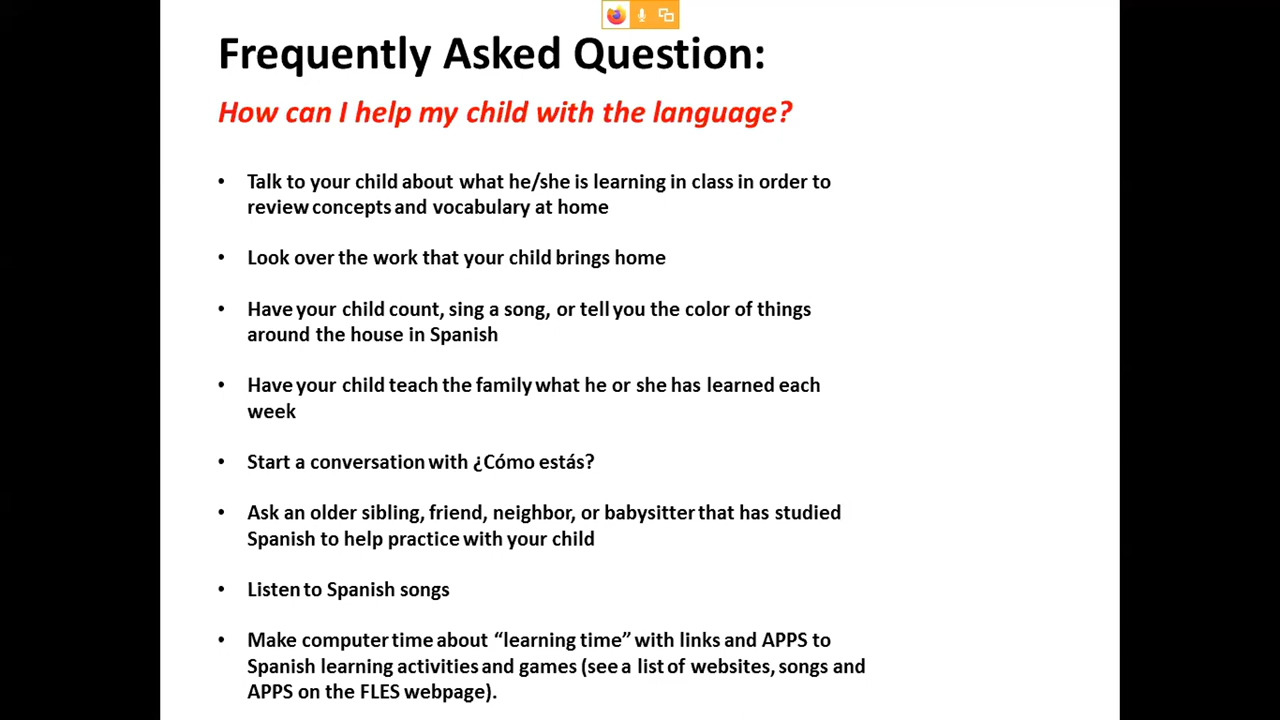 Frequently Asked Question:
How can I help my child with the language?
• Talk to your child about what he/she is learning in class in order to
review concepts and vocabulary at home
• Look over the work that your child brings home
• Have your child count, sing a song, or tell you the color of things
around the house in Spanish
• Have your child teach the family what he or she has learned each
week
• Start a conversation with ¿Cómo estás?
• Ask an older sibling, friend, neighbor, or babysitter that has studied
Spanish to help practice with your child
• Listen to Spanish songs
• Make computer time about “learning time” with links and APPS to
Spanish learning activities and games (see a list of websites, songs and
APPS on the FLES webpage).